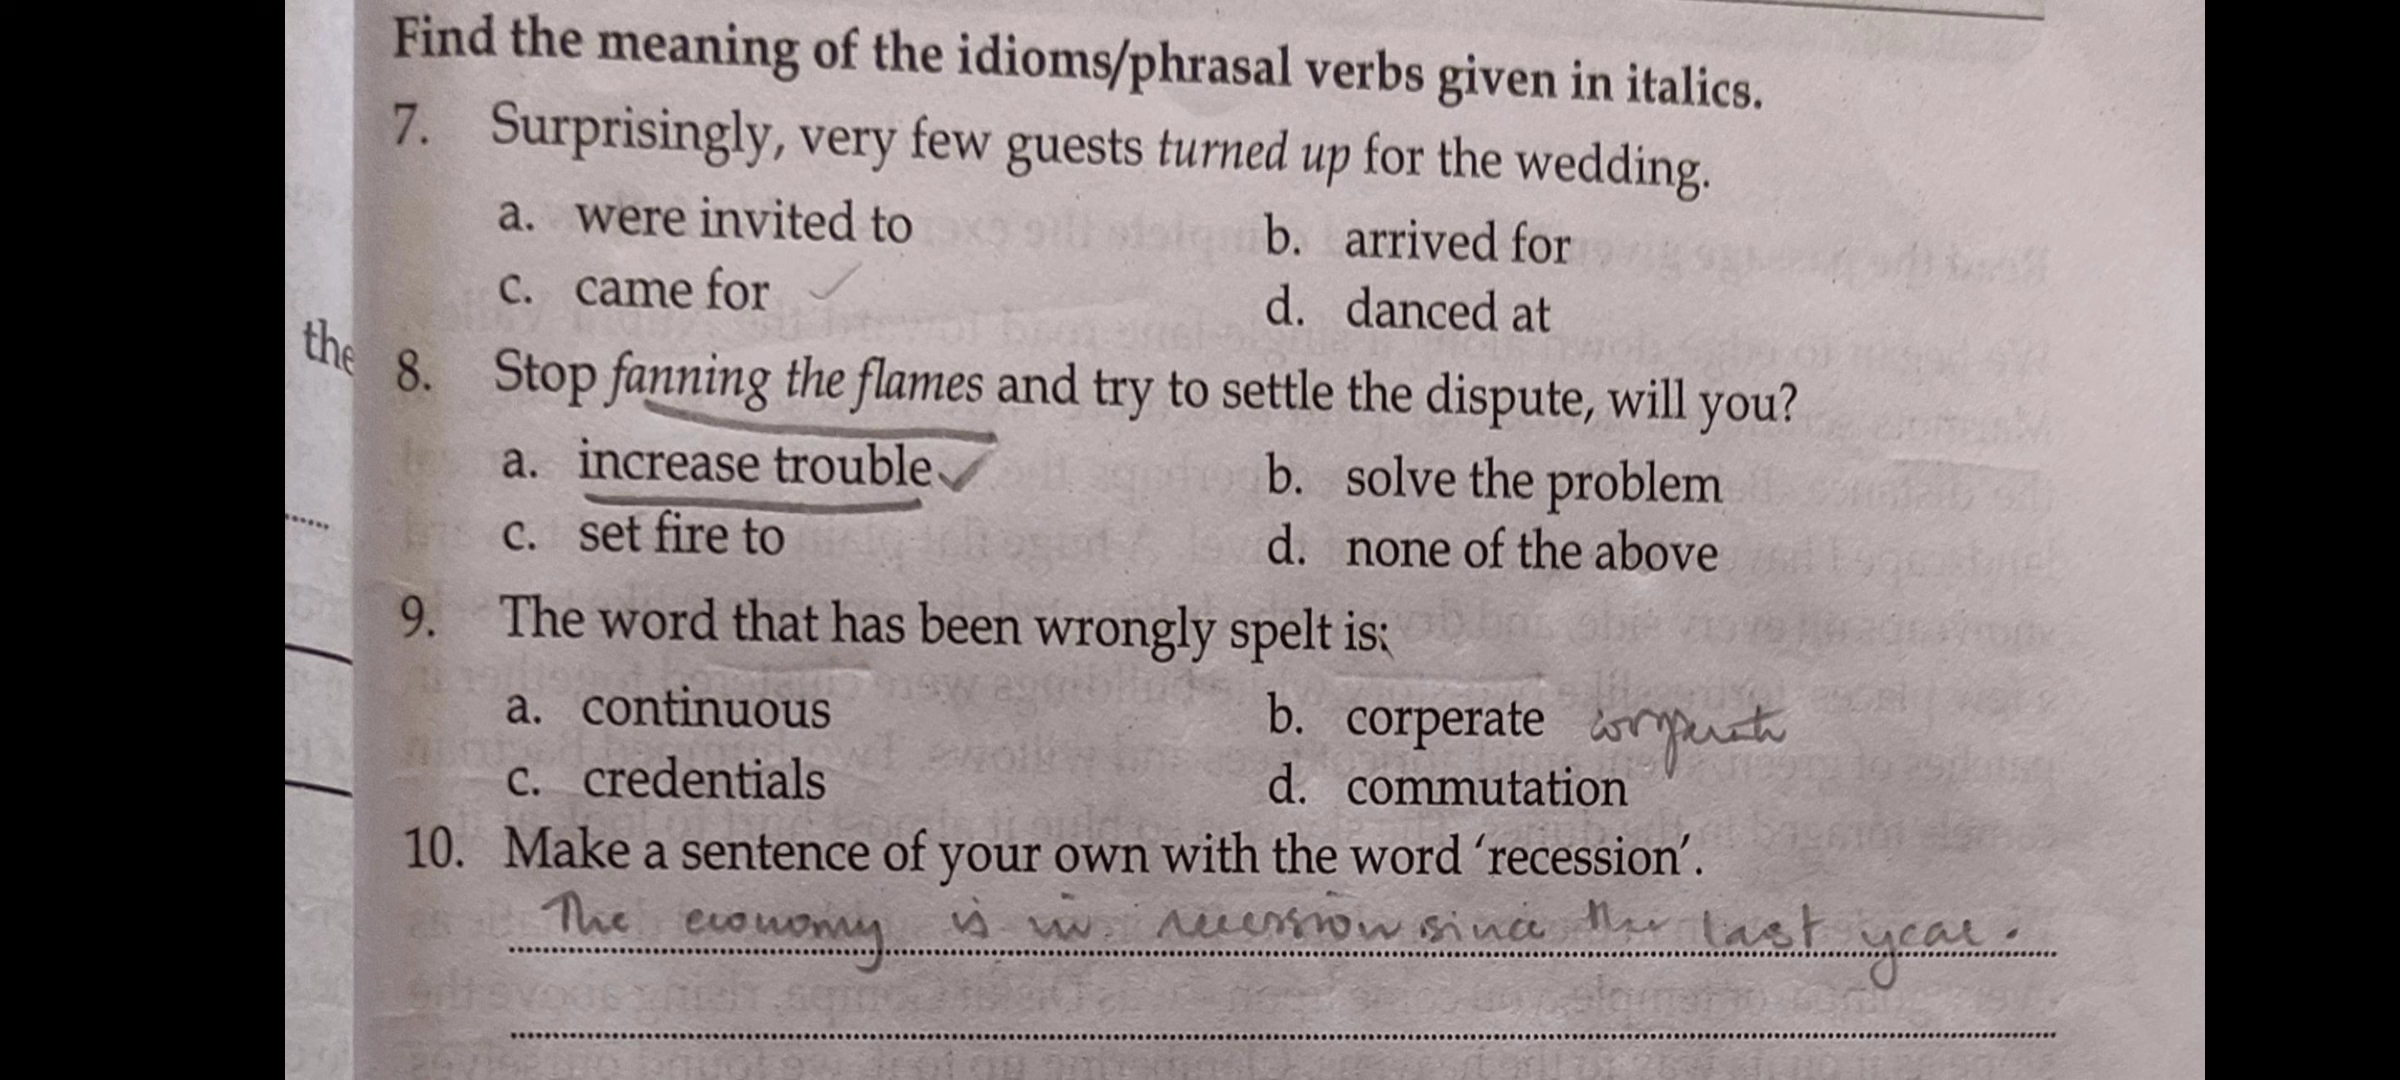 Find the meaning of the idioms/phrasal verbs given in italics.
7. Surprisingly, very few guests turned up for the wedding.
a. were invited to b. arrived for
c. came for ✓ d. danced at
the
8. Stop fanning the flames and try to settle the dispute, will you?
a. increase trouble ✓ b. solve the problem
c. set fire to d. none of the above
9. The word that has been wrongly spelt is:
a. continuous b. corperate
c. credentials d. commutation
10. Make a sentence of your own with the word ‘recession’.
The economy is in recession since the last year.